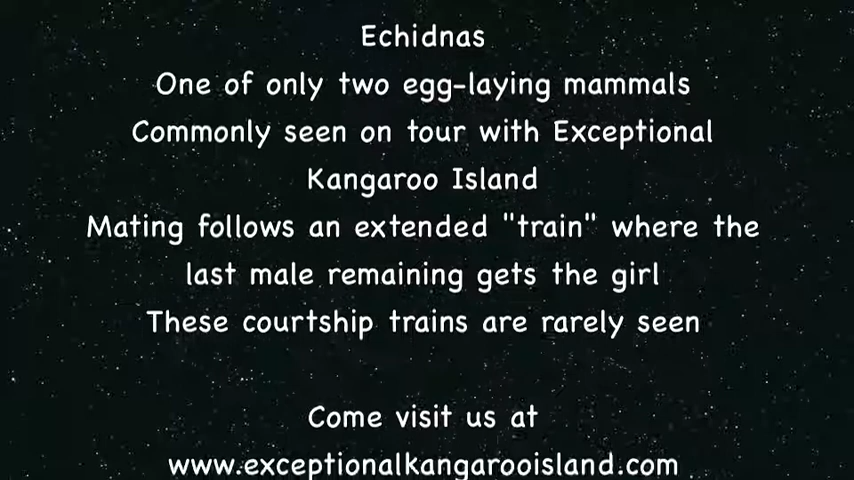 Echidnas
One of only two egg-laying mammals
Commonly seen on tour with Exceptional
Kangaroo Island
Mating follows an extended "train" where the
last male remaining gets the girl
These courtship trains are rarely seen
Come visit us at
www.exceptionalkangarooisland.com